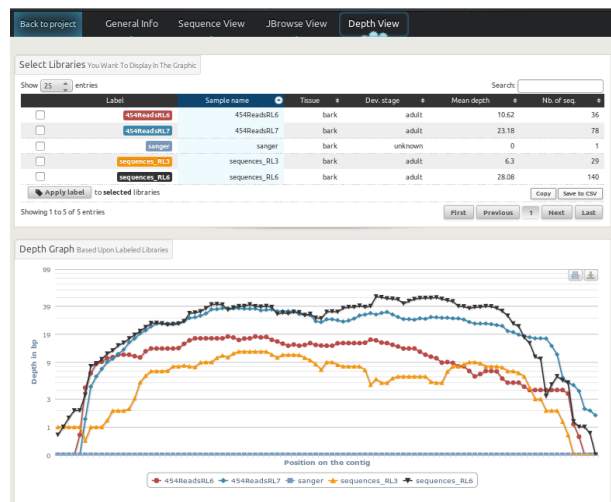 Back to project General Info Sequence View JBrowse View Depth View
Select Libraries You Want To Display In The Graphic
Show 25 entries Search:
Label Sample name Tissue Dev. stage Mean depth Nb. of seq.
454ReadsRL6 454ReadsRL6 bark adult 10.62 36
454ReadsRL7 454ReadsRL7 bark adult 23.18 78
sanger sanger bark unknown 0 1
sequences_RL3 sequences_RL3 bark adult 6.3 29
sequences_RL6 sequences_RL6 bark adult 28.08 140
Apply label to selected libraries Copy Save to CSV
Showing 1 to 5 of 5 entries First Previous 1 Next Last
Depth Graph Based Upon Labeled Libraries
99
39
19
9
3
1
0
Depth in bp
Position on the contig
454ReadsRL6 454ReadsRL7 sanger sequences_RL3 sequences_RL6